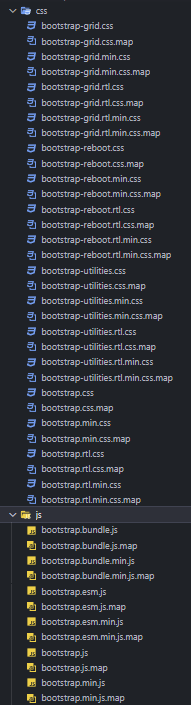 css
bootstrap-grid.css
bootstrap-grid.css.map
bootstrap-grid.min.css
bootstrap-grid.min.css.map
bootstrap-grid.rtl.css
bootstrap-grid.rtl.css.map
bootstrap-grid.rtl.min.css
bootstrap-grid.rtl.min.css.map
bootstrap-reboot.css
bootstrap-reboot.css.map
bootstrap-reboot.min.css
bootstrap-reboot.min.css.map
bootstrap-reboot.rtl.css
bootstrap-reboot.rtl.css.map
bootstrap-reboot.rtl.min.css
bootstrap-reboot.rtl.min.css.map
bootstrap-utilities.css
bootstrap-utilities.css.map
bootstrap-utilities.min.css
bootstrap-utilities.min.css.map
bootstrap-utilities.rtl.css
bootstrap-utilities.rtl.css.map
bootstrap-utilities.rtl.min.css
bootstrap-utilities.rtl.min.css.map
bootstrap.css
bootstrap.css.map
bootstrap.min.css
bootstrap.min.css.map
bootstrap.rtl.css
bootstrap.rtl.css.map
bootstrap.rtl.min.css
bootstrap.rtl.min.css.map
js
bootstrap.bundle.js
bootstrap.bundle.js.map
bootstrap.bundle.min.js
bootstrap.bundle.min.js.map
bootstrap.esm.js
bootstrap.esm.js.map
bootstrap.esm.min.js
bootstrap.esm.min.js.map
bootstrap.js
bootstrap.js.map
bootstrap.min.js
bootstrap.min.js.map